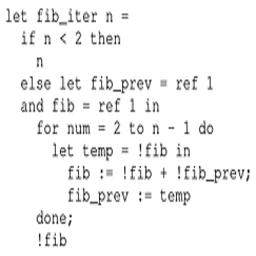 let fib_iter n =
  if n < 2 then
    n
  else let fib_prev = ref 1
  and fib = ref 1 in
    for num = 2 to n - 1 do
      let temp = !fib in
        fib := !fib + !fib_prev;
        fib_prev := temp
    done;
    !fib